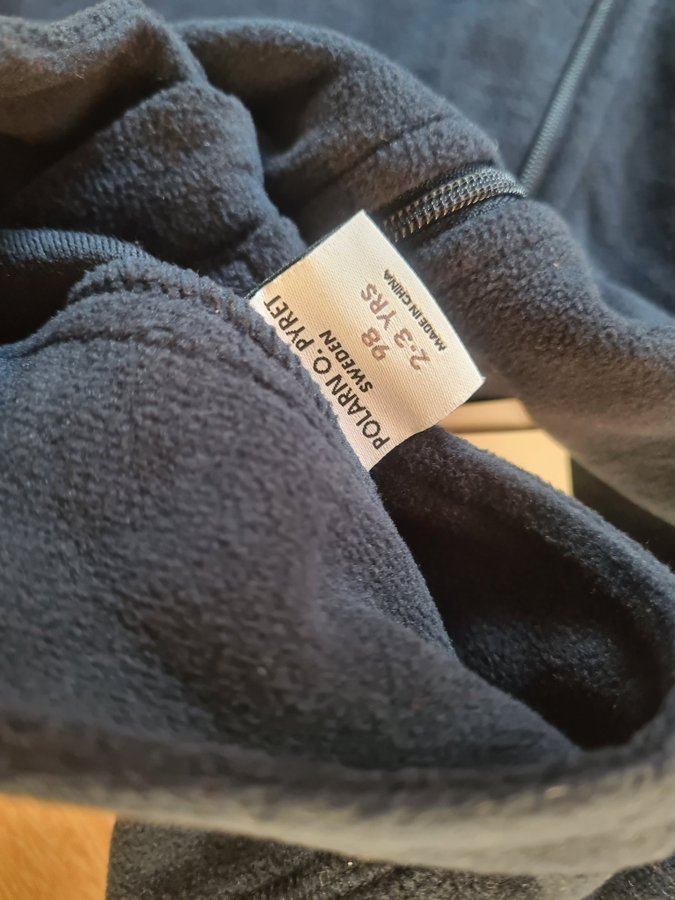 POLARN O. PYRET
SWEDEN
98
2-3 YRS
MADE IN CHINA